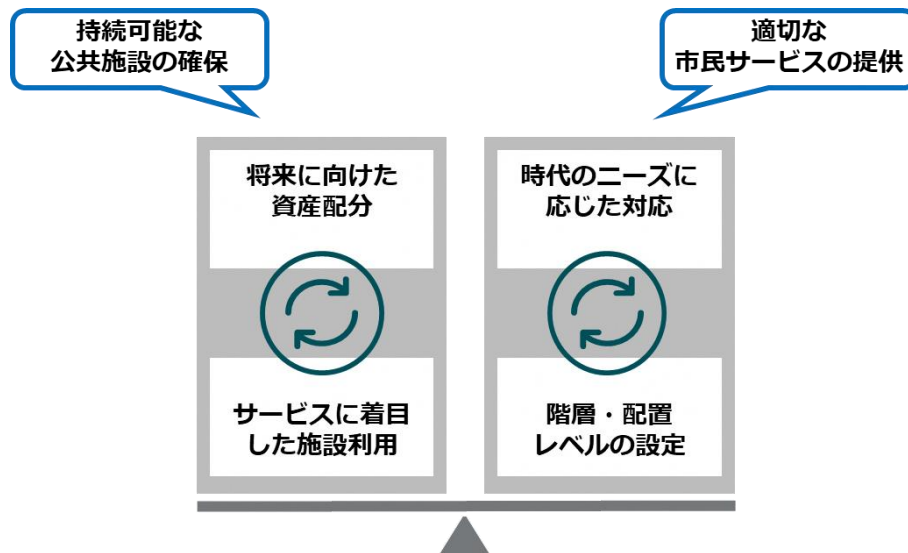 持続可能な
公共施設の確保
適切な
市民サービスの提供
将来に向けた
資産配分
サービスに着目
した施設利用
時代のニーズに
応じた対応
階層・配置
レベルの設定